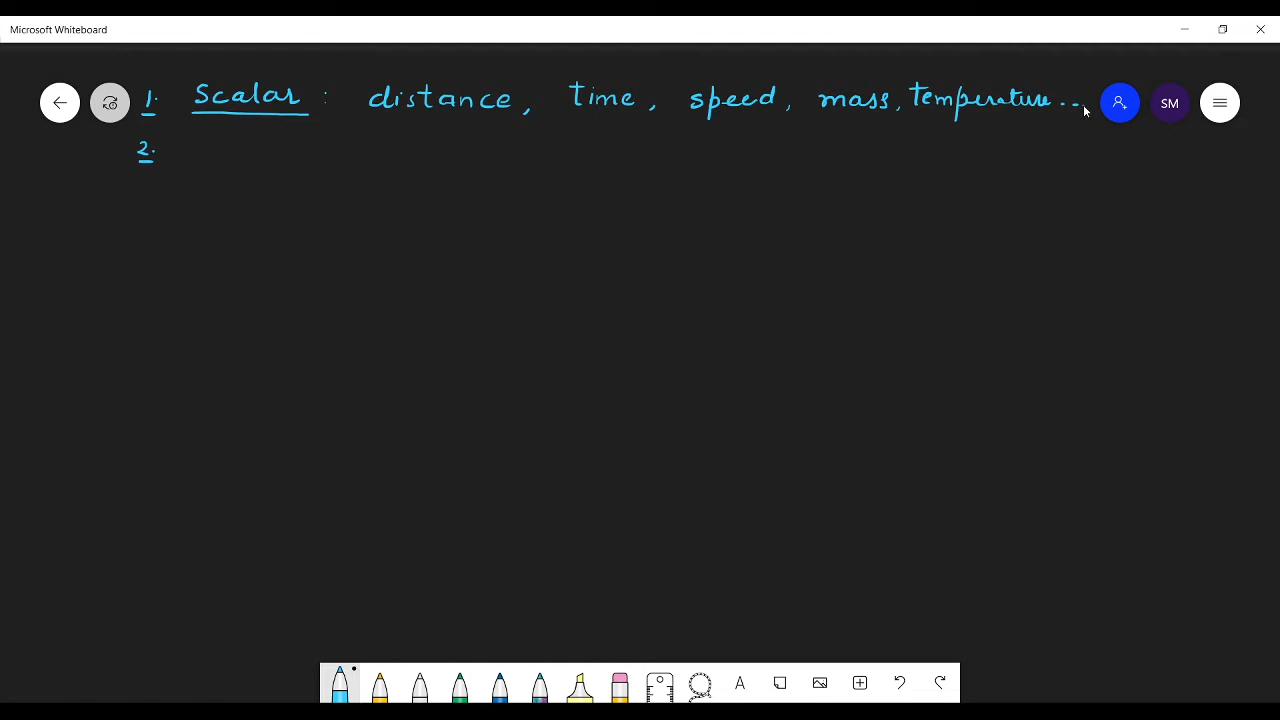 Microsoft Whiteboard
1. Scalar : distance, time, speed, mass, temperature...
SM
2.
A